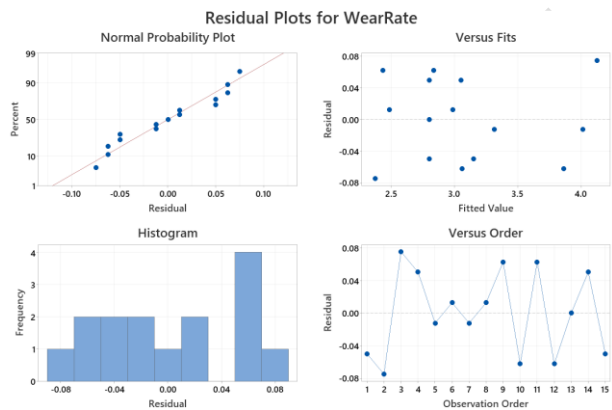 Residual Plots for WearRate
Normal Probability Plot
99
90
50
10
1
Percent
-0.10 -0.05 0.00 0.05 0.10
Residual
Versus Fits
0.08
0.04
0.00
-0.04
-0.08
Residual
2.5 3.0 3.5 4.0
Fitted Value
Histogram
4
3
2
1
0
Frequency
-0.08 -0.04 0.00 0.04 0.08
Residual
Versus Order
0.08
0.04
0.00
-0.04
-0.08
Residual
1 2 3 4 5 6 7 8 9 10 11 12 13 14 15
Observation Order